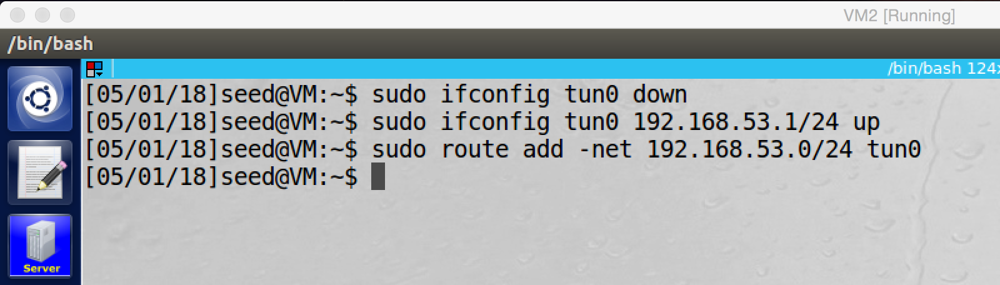 VM2 [Running]
/bin/bash
/bin/bash 124x
[05/01/18]seed@VM:~$ sudo ifconfig tun0 down
[05/01/18]seed@VM:~$ sudo ifconfig tun0 192.168.53.1/24 up
[05/01/18]seed@VM:~$ sudo route add -net 192.168.53.0/24 tun0
[05/01/18]seed@VM:~$
Server